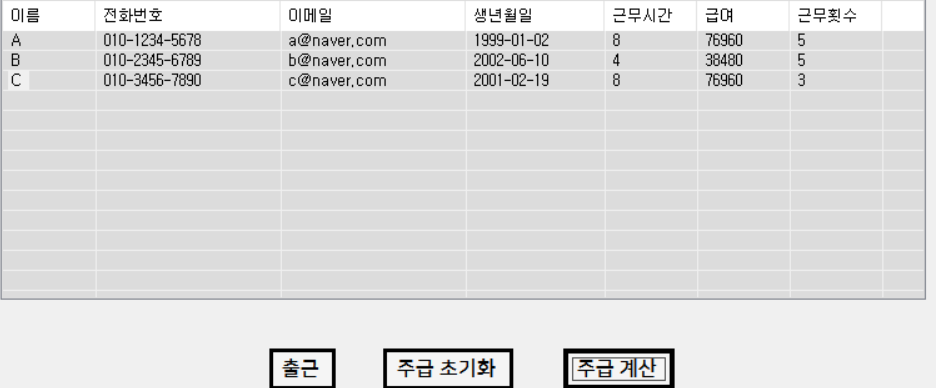 이름 전화번호 이메일 생년월일 근무시간 급여 근무횟수
A 010-1234-5678 a@naver.com 1999-01-02 8 76960 5
B 010-2345-6789 b@naver.com 2002-06-10 4 38480 5
C 010-3456-7890 c@naver.com 2001-02-19 8 76960 3
출근 주급 초기화 주급 계산